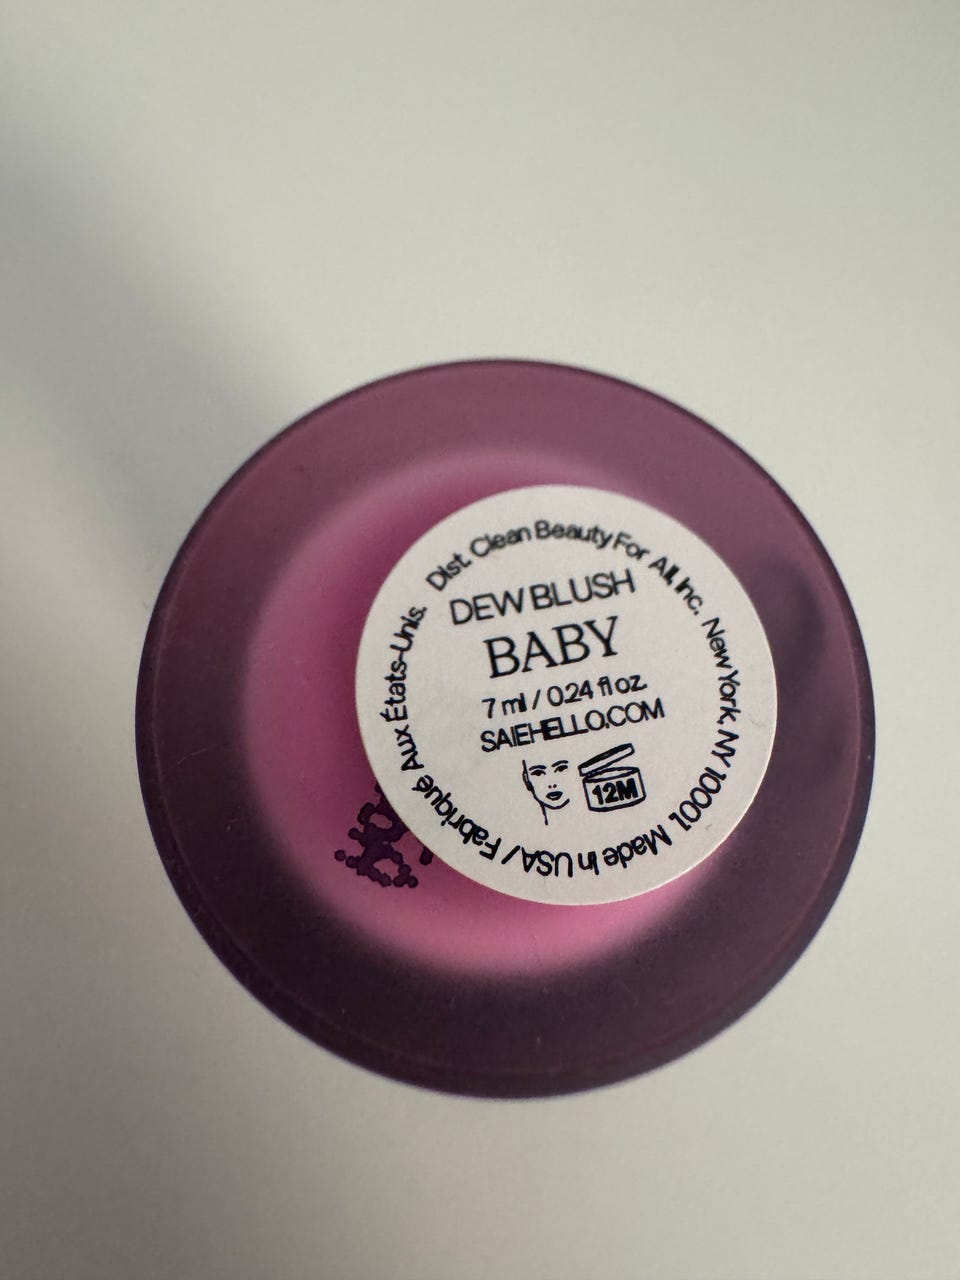 Dist. Clean Beauty For All, Inc. New York, NY 10001. Made In USA / Fabriqué Aux États-Unis.
DEW BLUSH
BABY
7 ml / 0.24 fl oz.
SAIEHELLO.COM
12M